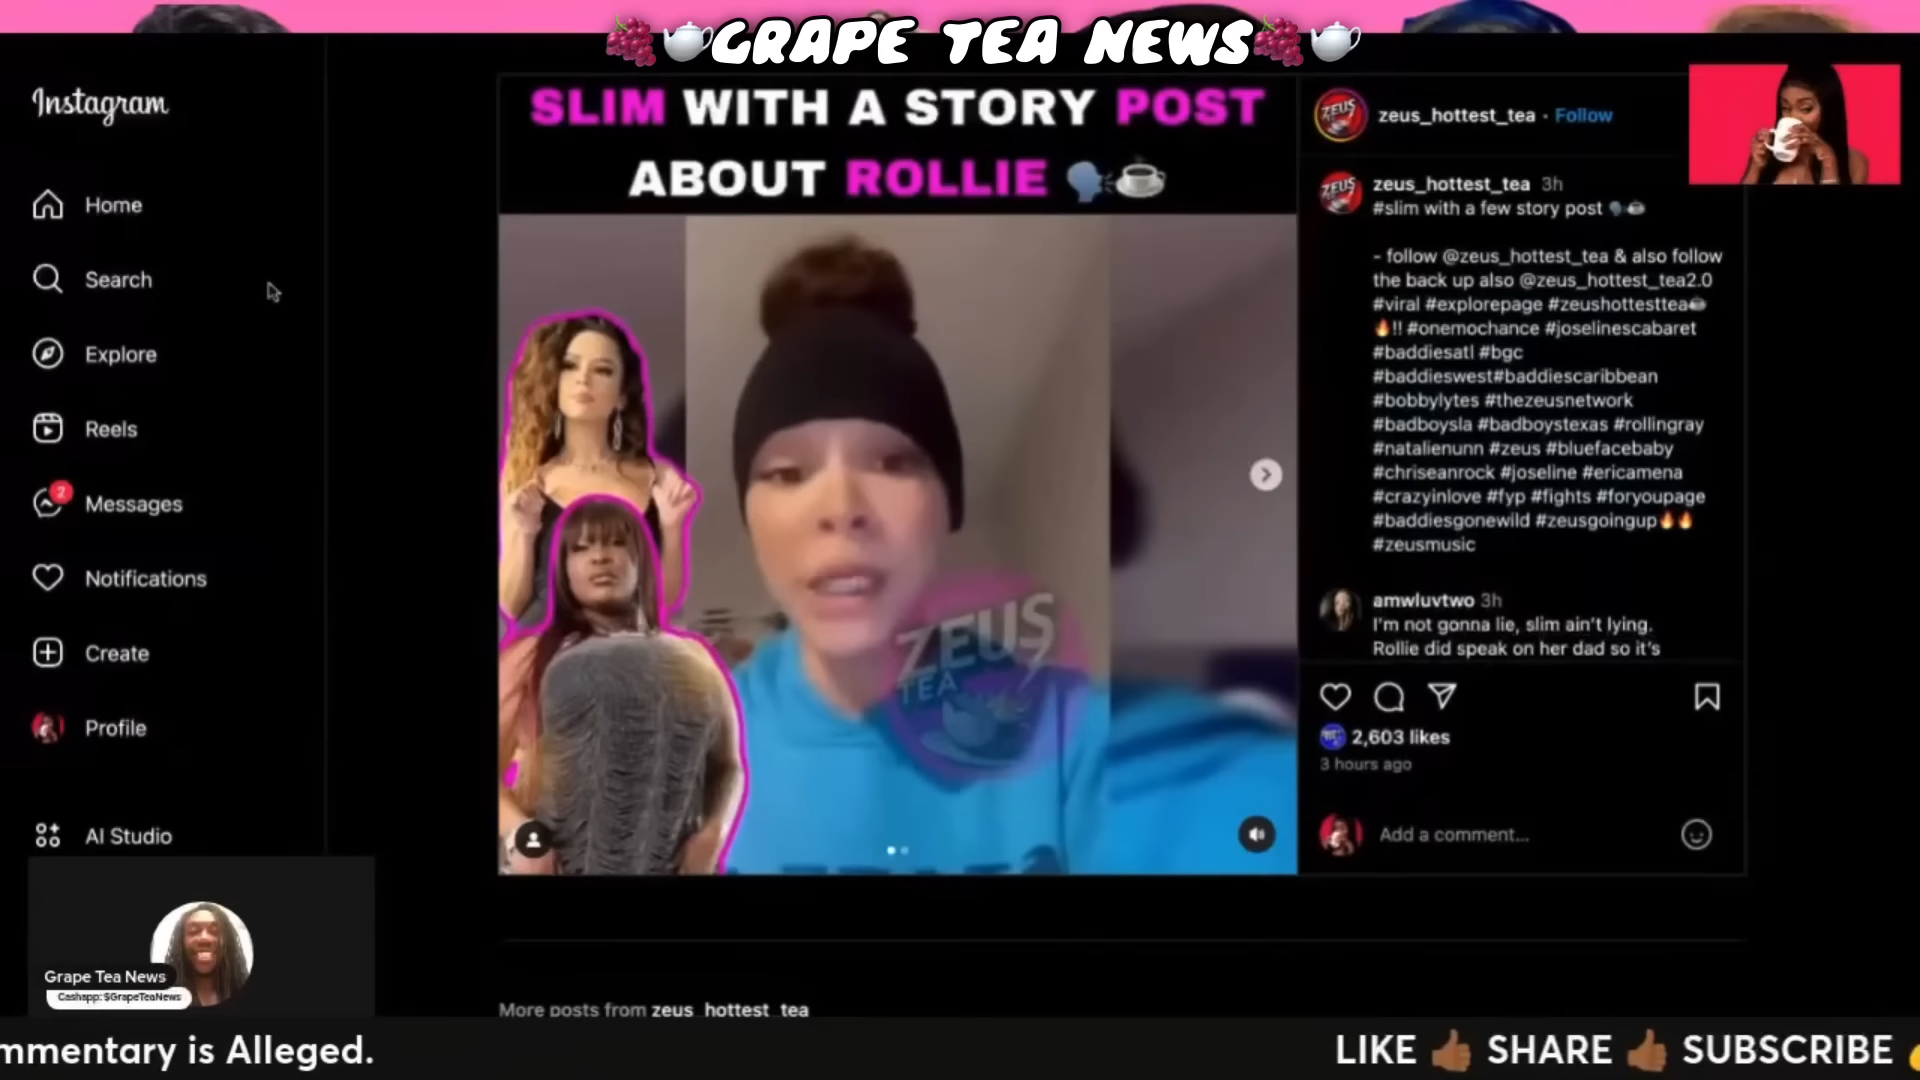 GRAPE TEA NEWS
Instagram
Home
Search
Explore
Reels
2
Messages
Notifications
Create
Profile
AI Studio
Grape Tea News
Cashapp: $GrapeTeaNews
SLIM WITH A STORY POST
ABOUT ROLLIE 🗣️☕
ZEUS
TEA
ZEUS
zeus_hottest_tea · Follow
ZEUS
zeus_hottest_tea 3h
#slim with a few story post 🗣️☕
- follow @zeus_hottest_tea & also follow
the back up also @zeus_hottest_tea2.0
#viral #explorepage #zeushottesttea☕
🔥!! #onemochance #joselinescabaret
#baddiesatl #bgc
#baddieswest#baddiescaribbean
#bobbylytes #thezeusnetwork
#badboysla #badboystexas #rollingray
#natalienunn #zeus #bluefacebaby
#chriseanrock #joseline #ericamena
#crazyinlove #fyp #fights #foryoupage
#baddiesgonewild #zeusgoingup🔥🔥
#zeusmusic
amwluvtwo 3h
I'm not gonna lie, slim ain't lying.
Rollie did speak on her dad so it's
2,603 likes
3 hours ago
Add a comment...
More posts from zeus_hottest_tea
mmentary is Alleged.
LIKE 👍🏾 SHARE 👍🏾 SUBSCRIBE